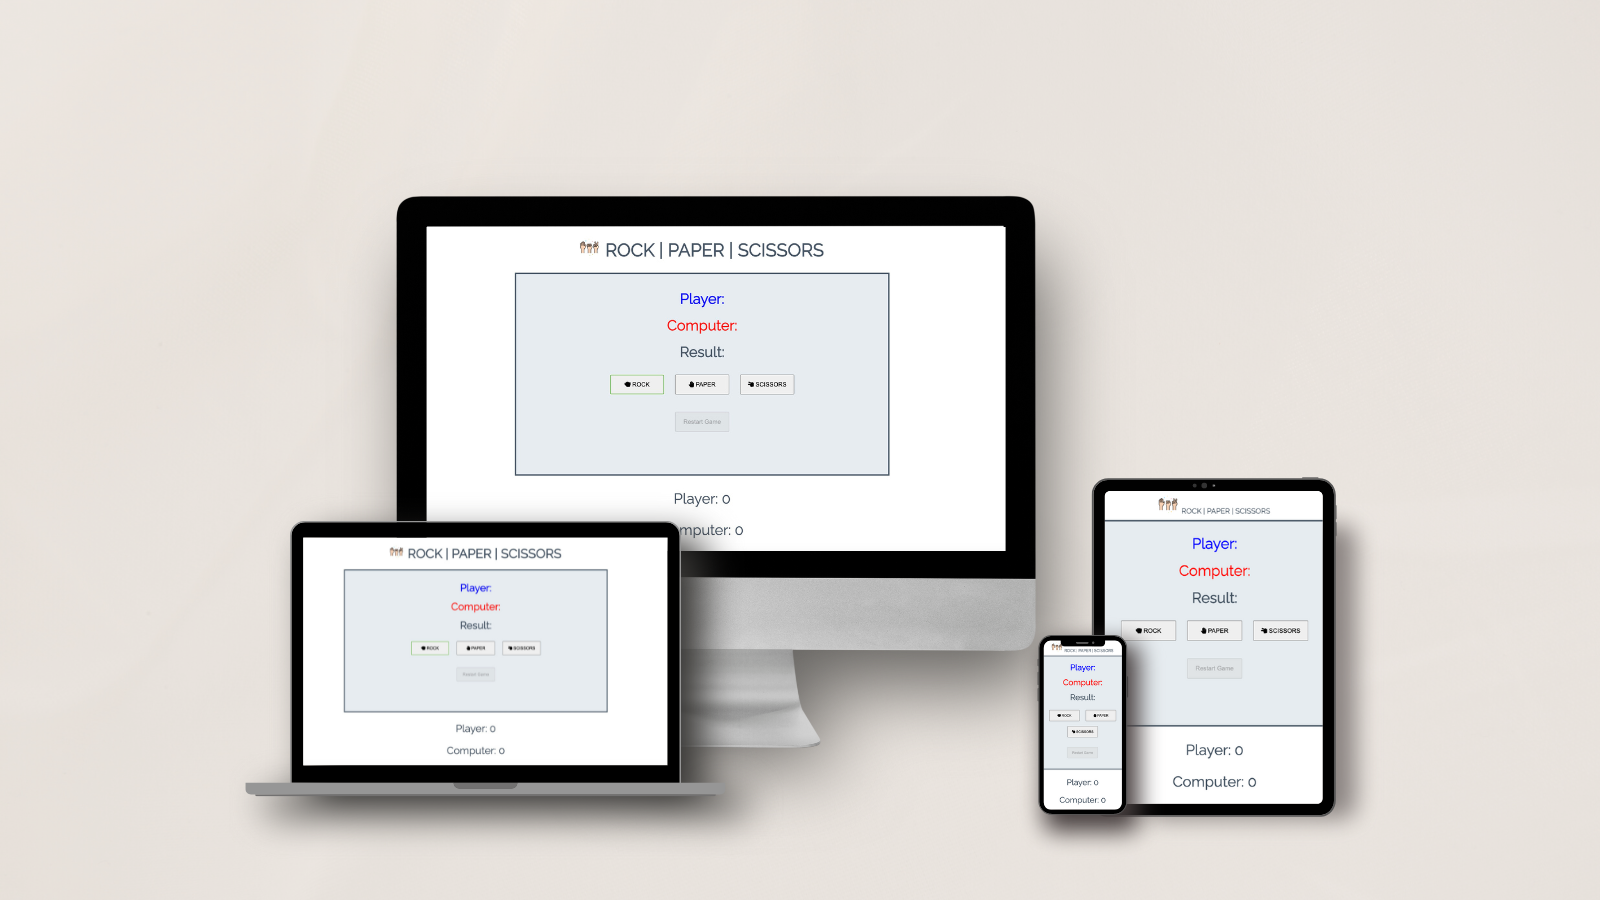 ROCK | PAPER | SCISSORS
Player:
Computer:
Result:
ROCK PAPER SCISSORS
Restart Game
Player: 0
mputer: 0
ROCK | PAPER | SCISSORS
Player:
Computer:
Result:
ROCK PAPER SCISSORS
Restart Game
Player: 0
Computer: 0
ROCK | PAPER | SCISSORS
Player:
Computer:
Result:
ROCK PAPER
SCISSORS
Restart Game
Player: 0
Computer: 0
ROCK | PAPER | SCISSORS
Player:
Computer:
Result:
ROCK PAPER SCISSORS
Restart Game
Player: 0
Computer: 0